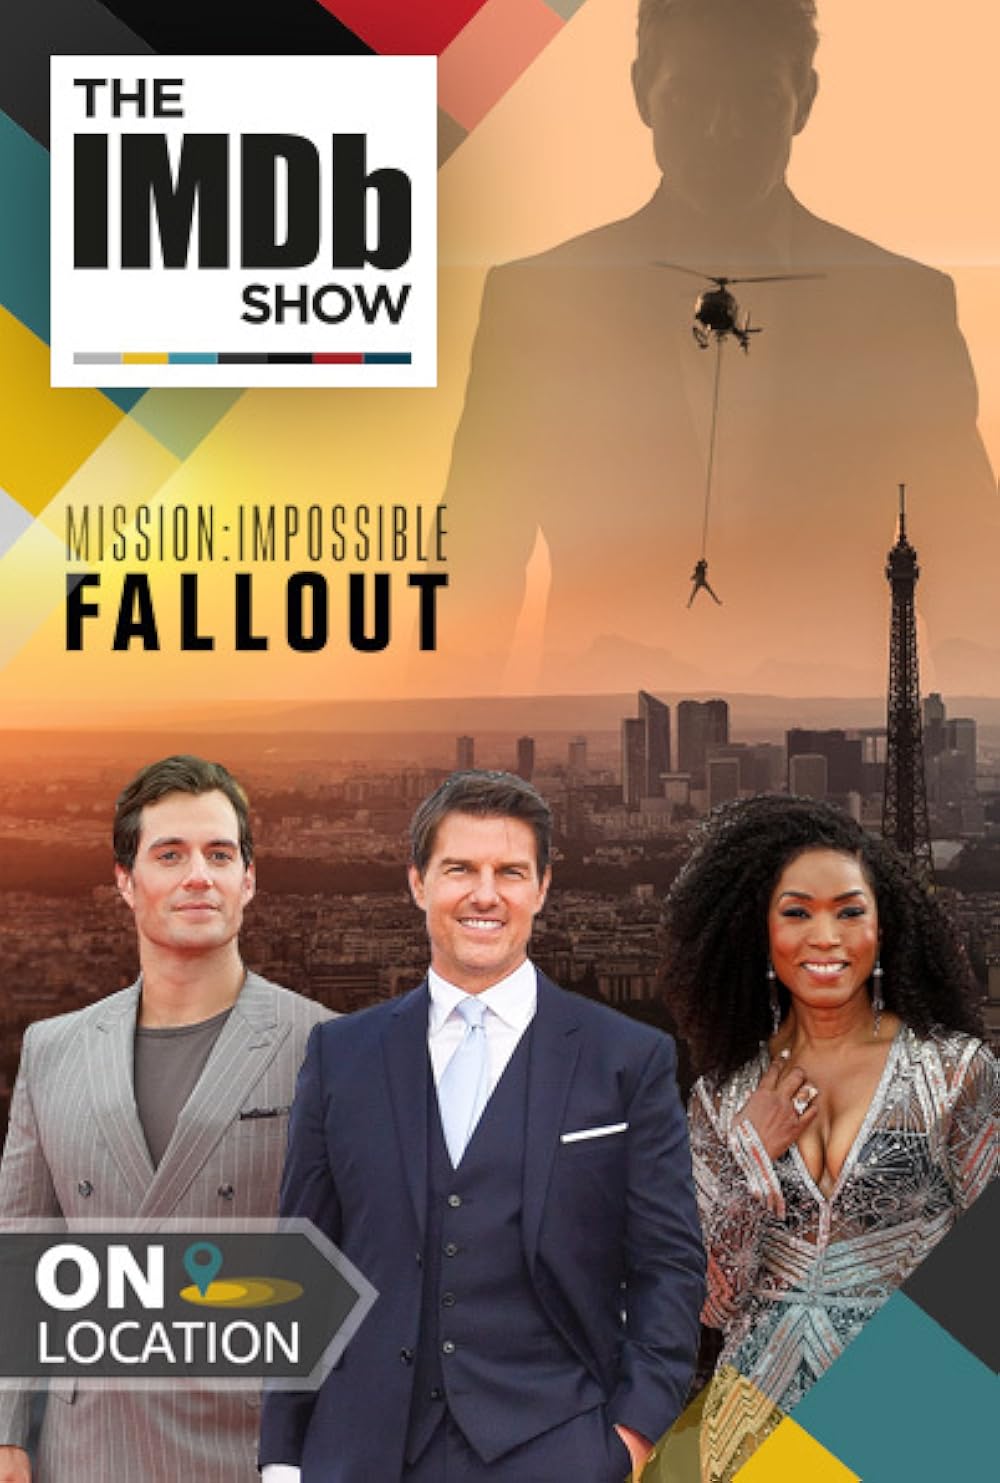 THE
IMDb
SHOW
MISSION:IMPOSSIBLE
FALLOUT
ON
LOCATION